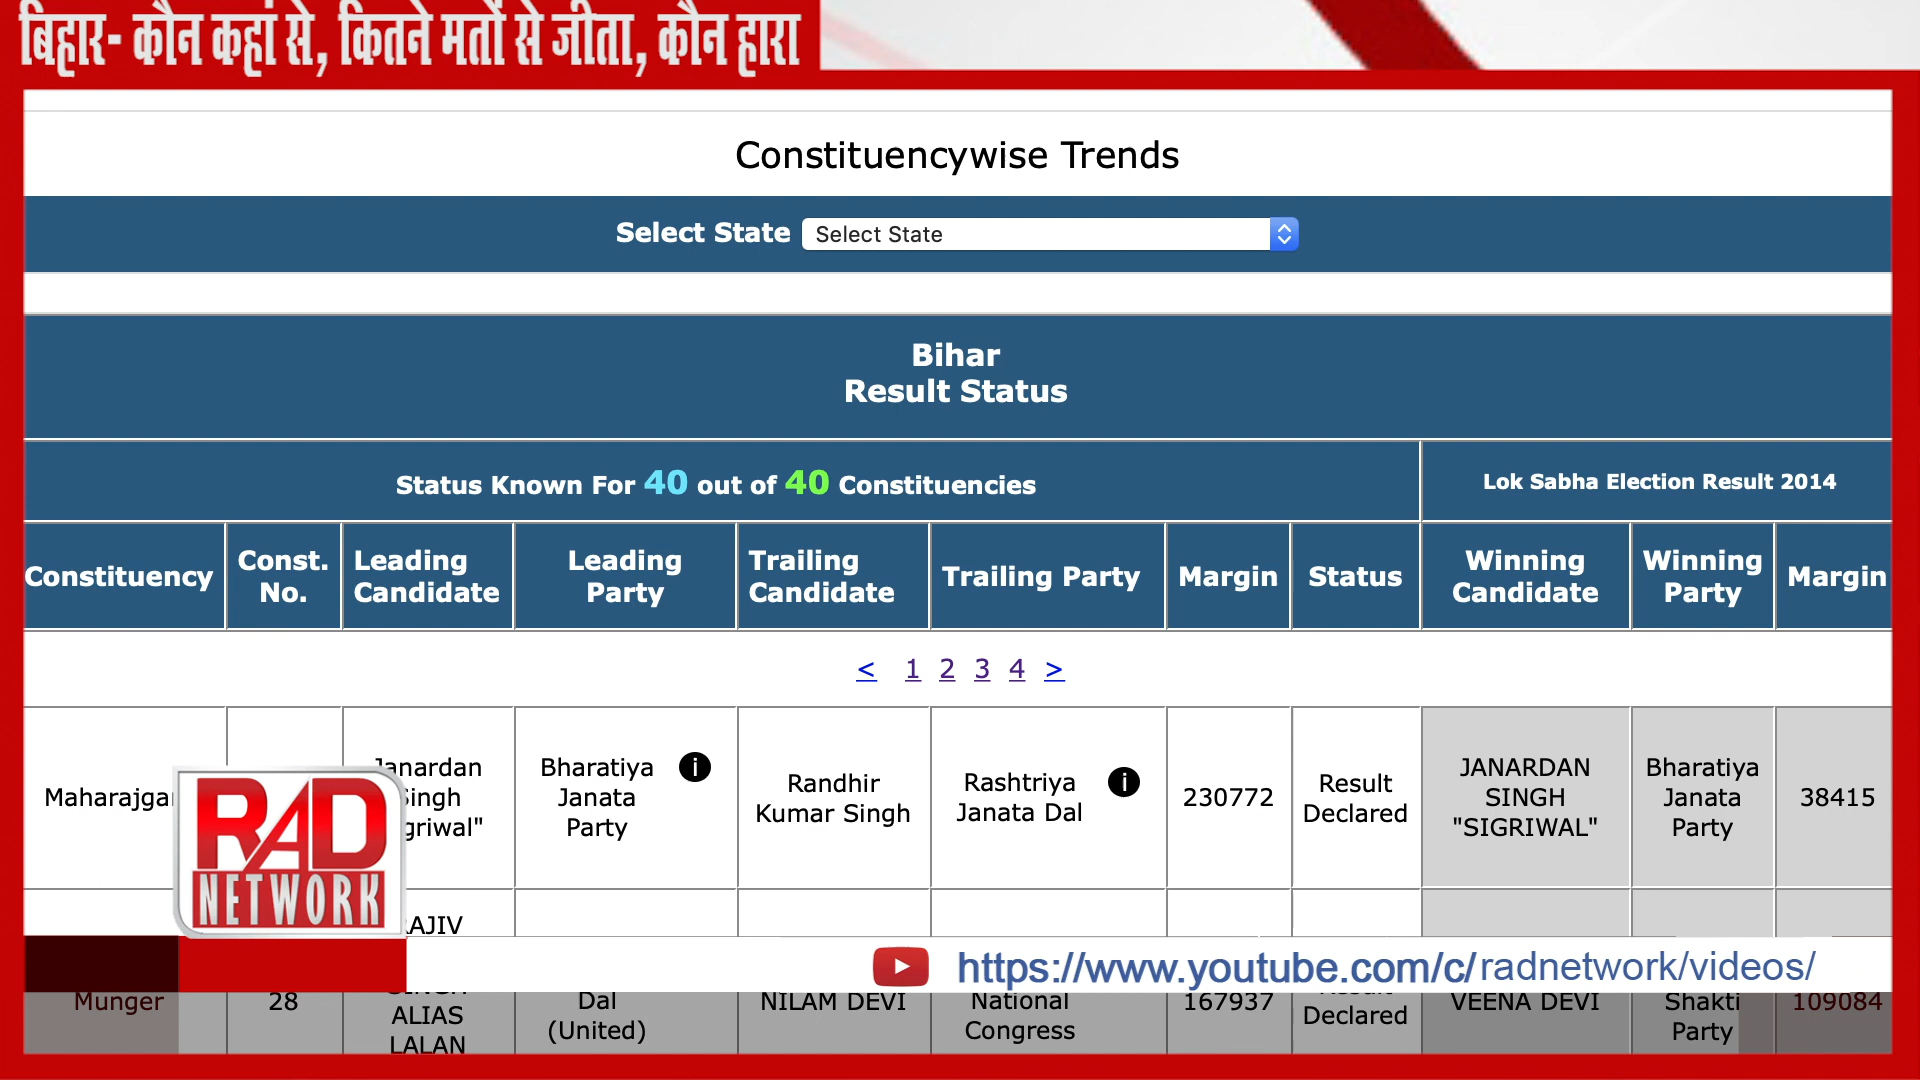 बिहार- कौन कहां से, कितने मतों से जीता, कौन हारा
Constituencywise Trends
Select State Select State
Bihar
Result Status
Status Known For 40 out of 40 Constituencies Lok Sabha Election Result 2014
Constituency Const. No. Leading Candidate Leading Party Trailing Candidate Trailing Party Margin Status Winning Candidate Winning Party Margin
< 1 2 3 4 >
Janardan Bharatiya JANARDAN Bharatiya
Randhir Rashtriya Result
Singh Janata 230772 SINGH Janata 38415
Kumar Singh Janata Dal Declared
Party "SIGRIWAL" Party
RAD
NETWORK
https://www.youtube.com/c/radnetwork/videos/
Munger 28 Dal NILAM DEVI National 167937 VEENA DEVI Shakti 109084
ALIAS (United) Congress Declared Party
LALAN